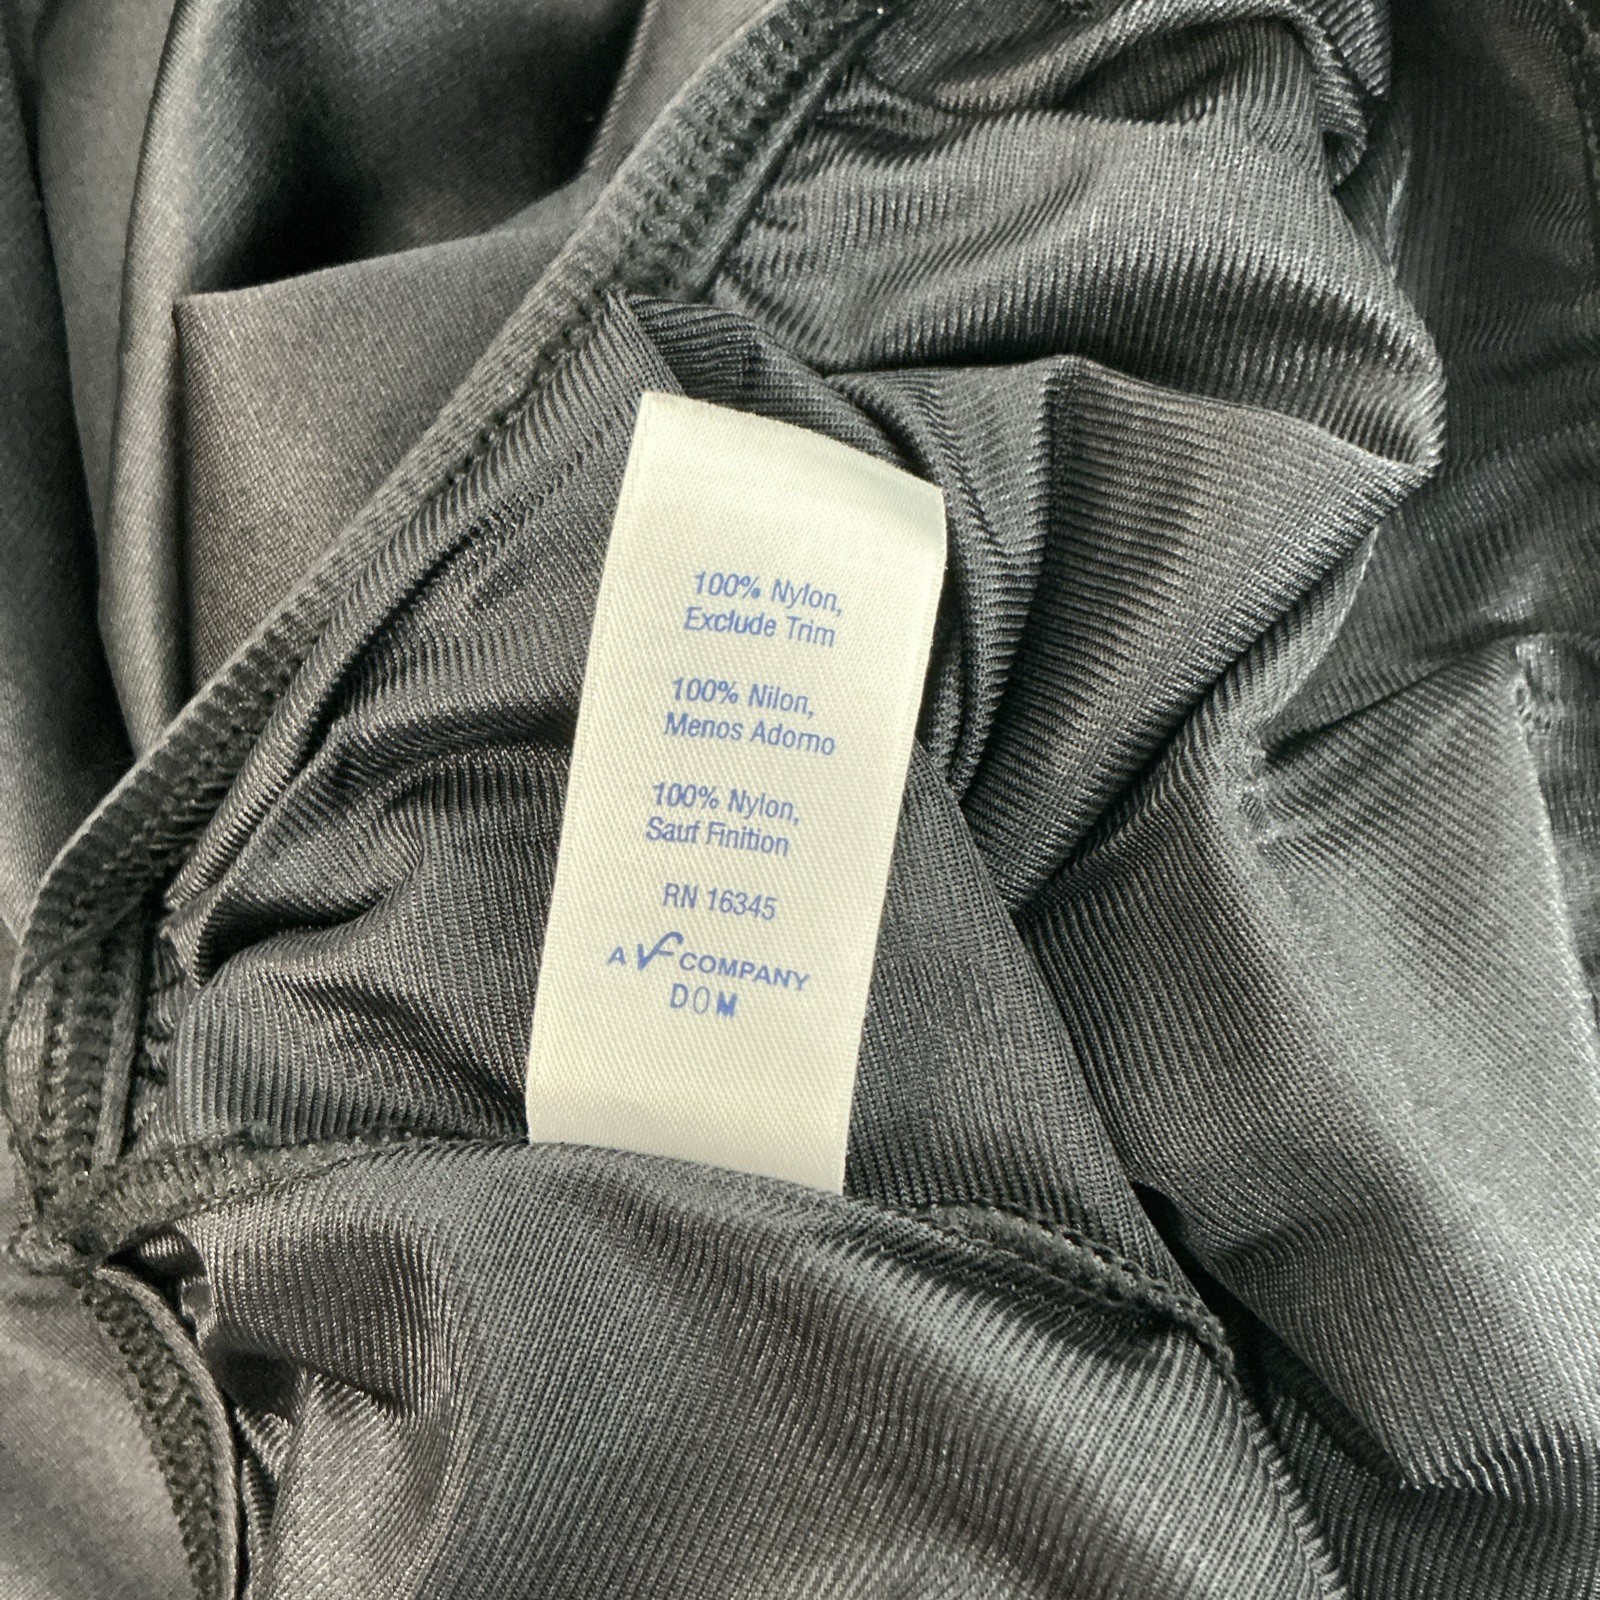 100% Nylon,
Exclude Trim
100% Nilon,
Menos Adorno
100% Nylon,
Sauf Finition
RN 16345
A VF COMPANY
DOM